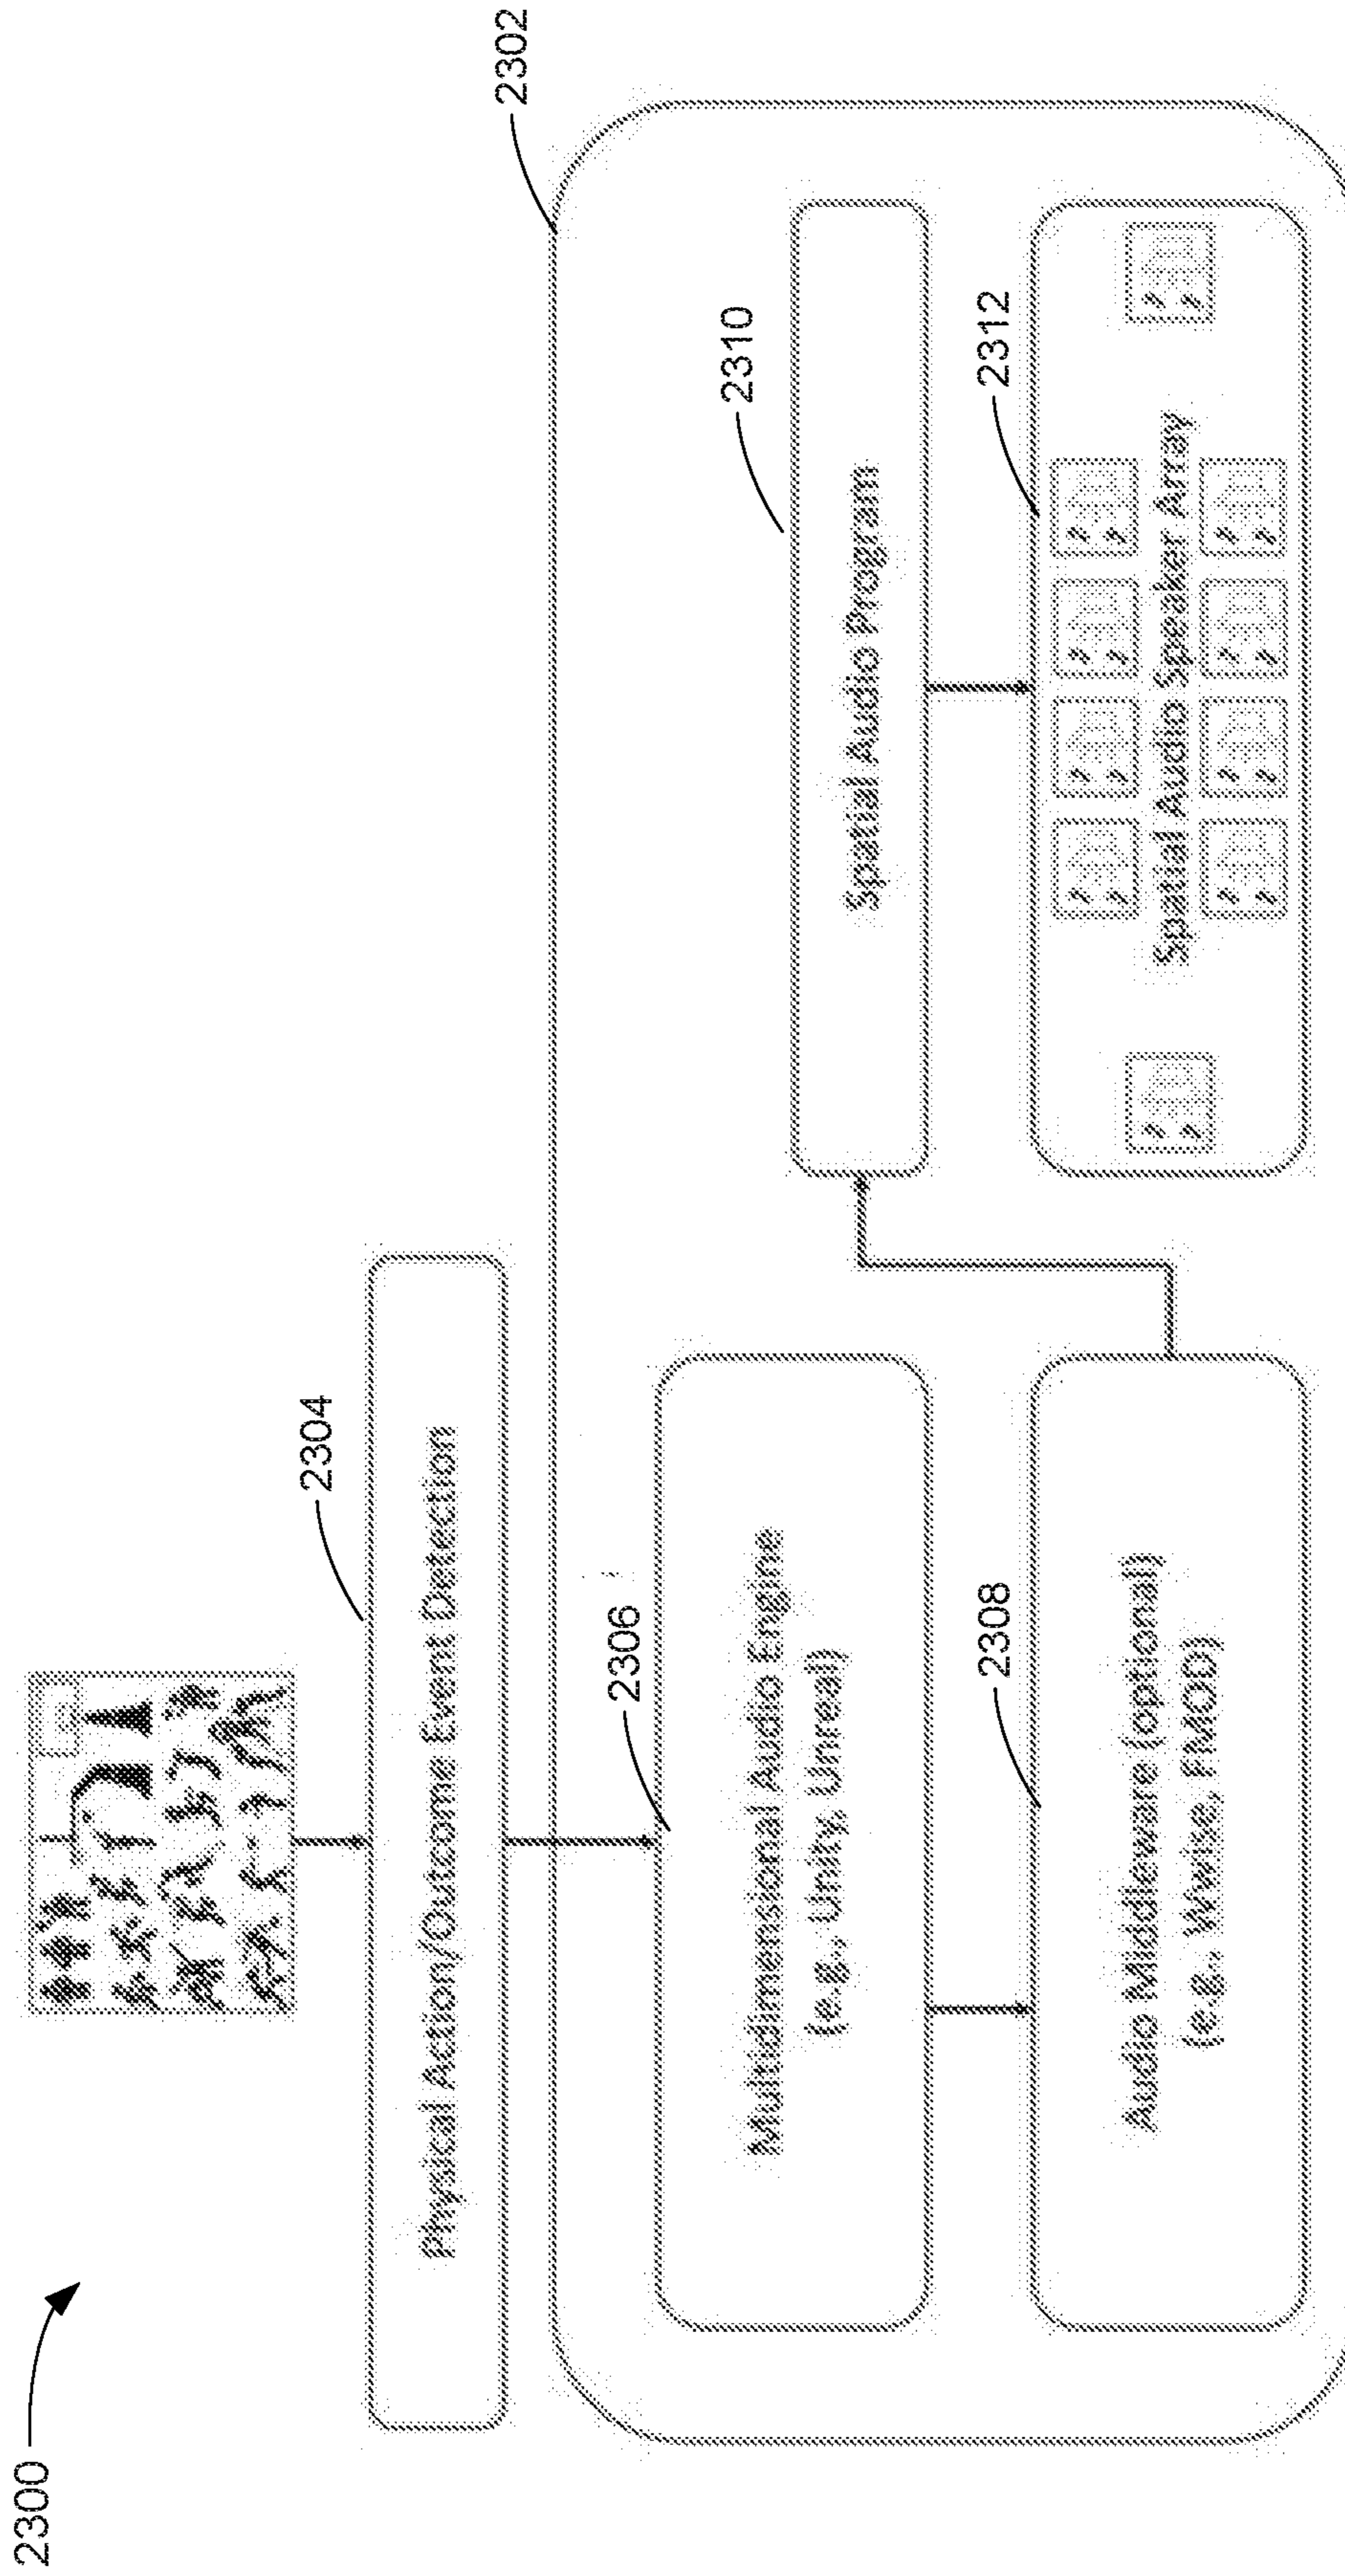 2300
2304
Physical Action/Outcome Event Detection
2302
2306
Multidimensional Audio Engine
(e.g., Unity, Unreal)
2308
Audio Middleware (optional)
(e.g., Wwise, FMOD)
2310
Spatial Audio Program
2312
Spatial Audio Speaker Array